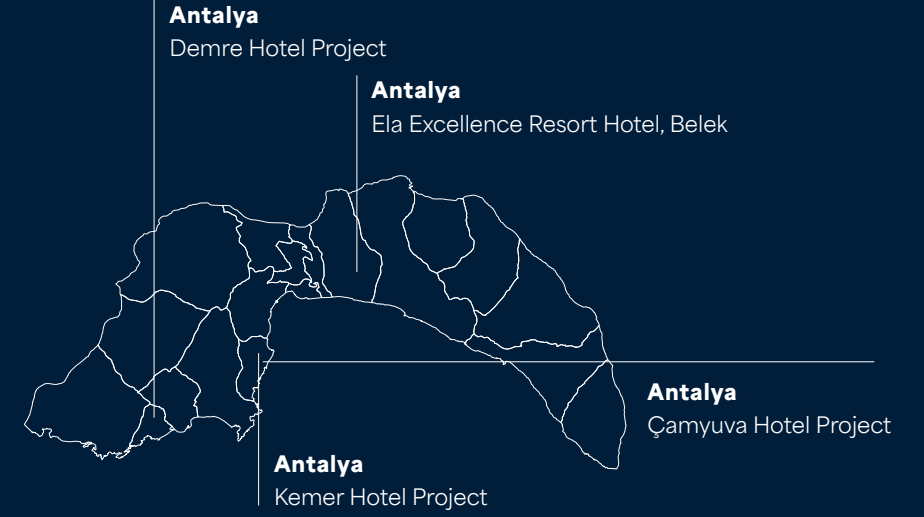 Antalya
Demre Hotel Project
Antalya
Ela Excellence Resort Hotel, Belek
Antalya
Çamyuva Hotel Project
Antalya
Kemer Hotel Project